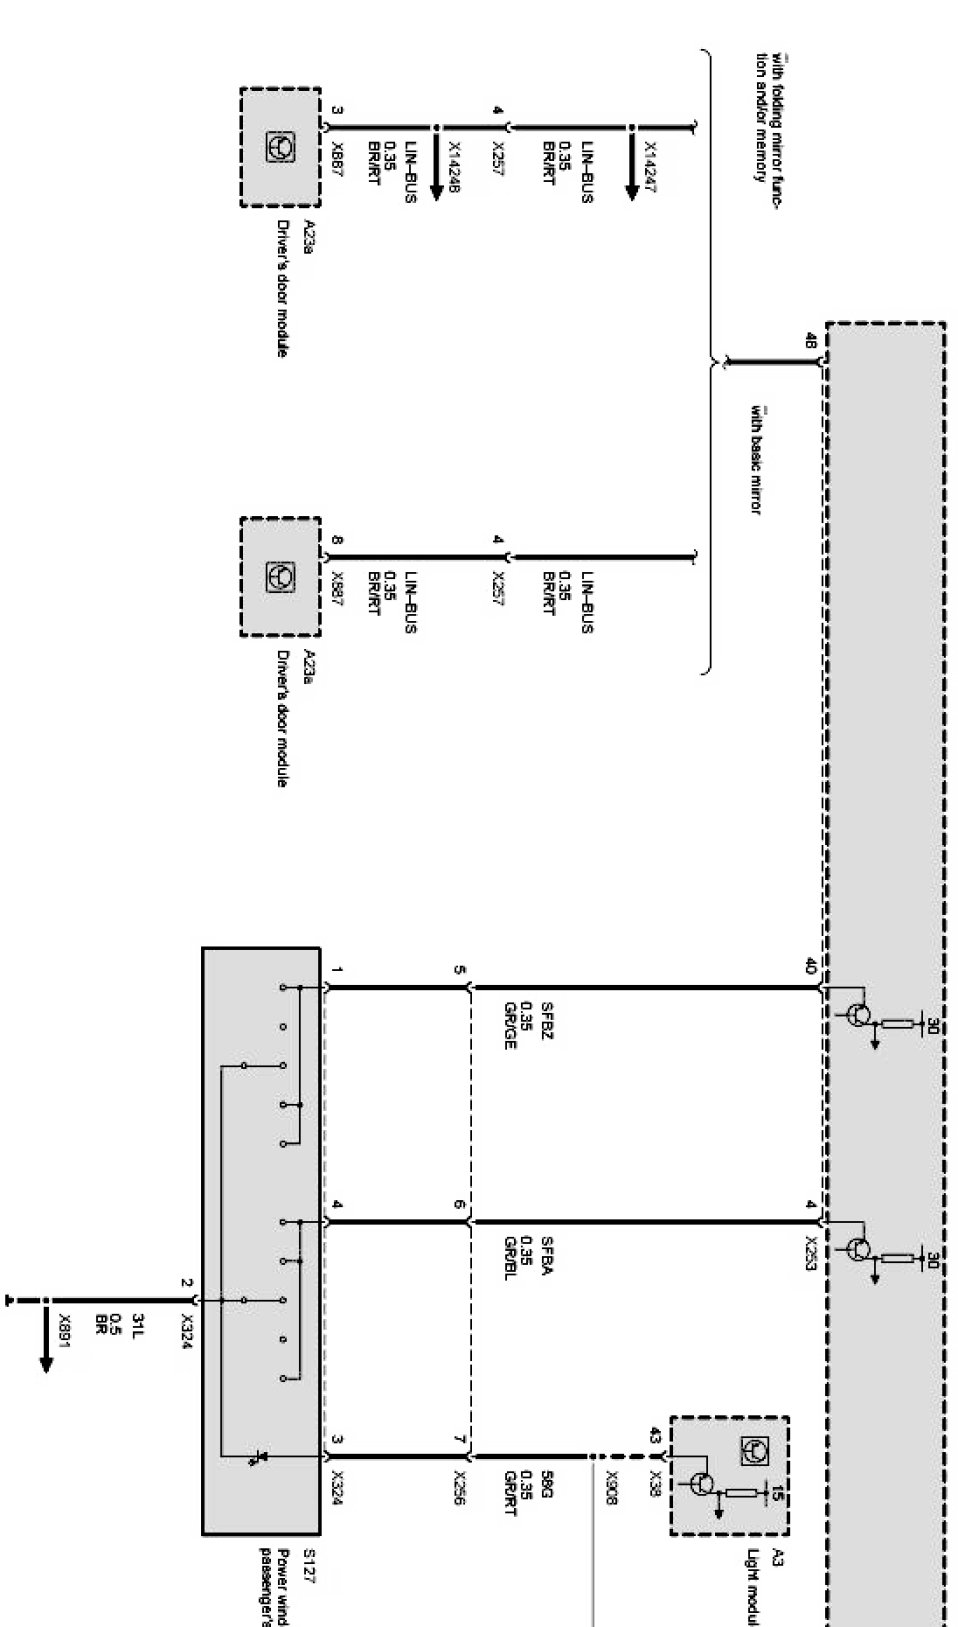 30
30
48
40
4
X253
with folding mirror func-
tion and/or memory
with basic mirror
15
A3
Light modul
43
X38
X14247
X908
LIN-BUS
0.35
BR/RT
LIN-BUS
0.35
BR/RT
SFBZ
0.35
GR/GE
SFBA
0.35
GR/BL
58G
0.35
GR/RT
4
X257
4
X257
5
6
7
X256
X14248
LIN-BUS
0.35
BR/RT
LIN-BUS
0.35
BR/RT
3
X887
8
X887
1
4
3
X324
A23a
Driver's door module
A23a
Driver's door module
S127
Power wind
passenger's
2
X324
31L
0.5
BR
X891